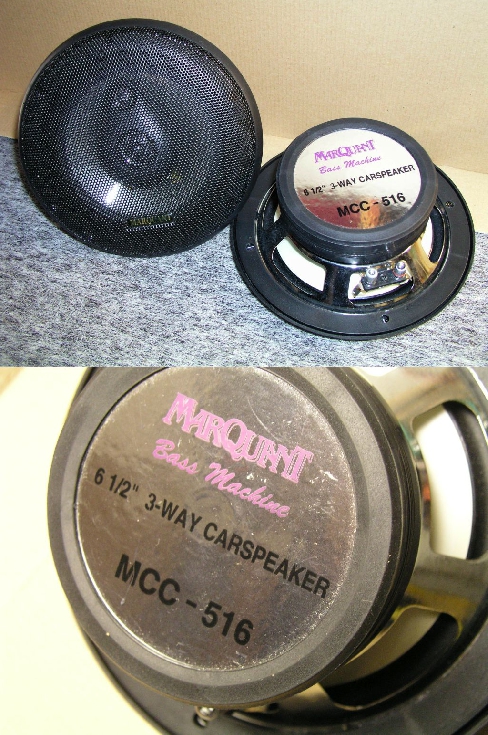 MARQUANT
Bass Machine
6 1/2" 3-WAY CARSPEAKER
MCC - 516
MARQUANT
Bass Machine
6 1/2" 3-WAY CARSPEAKER
MCC - 516